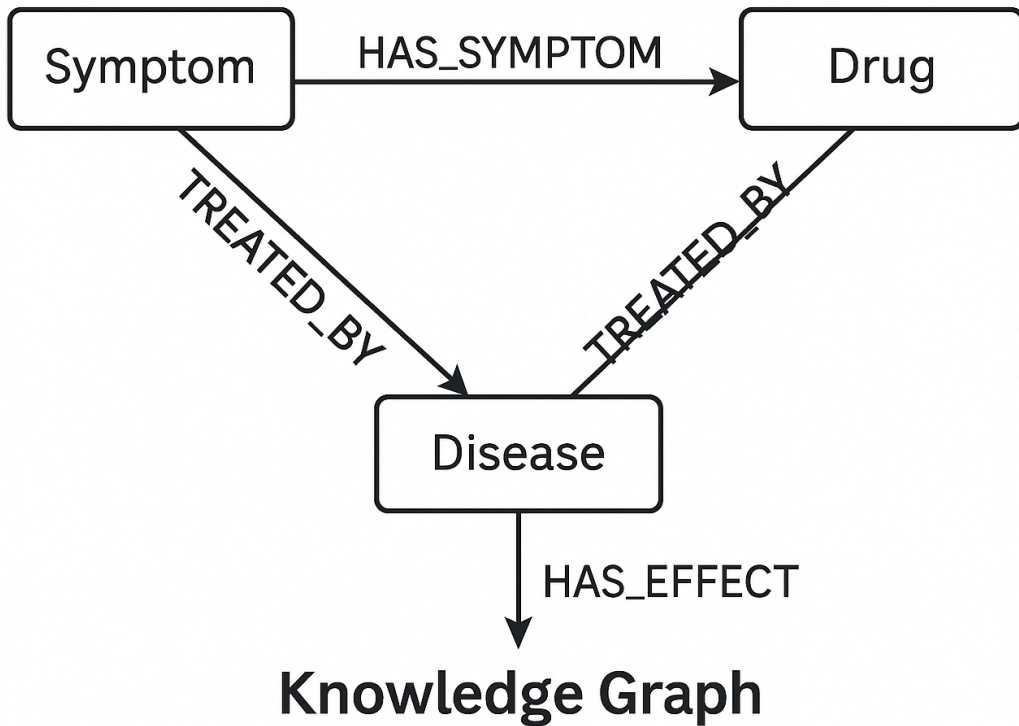 Symptom
HAS_SYMPTOM
Drug
TREATED_BY
TREATED_BY
Disease
HAS_EFFECT
Knowledge Graph